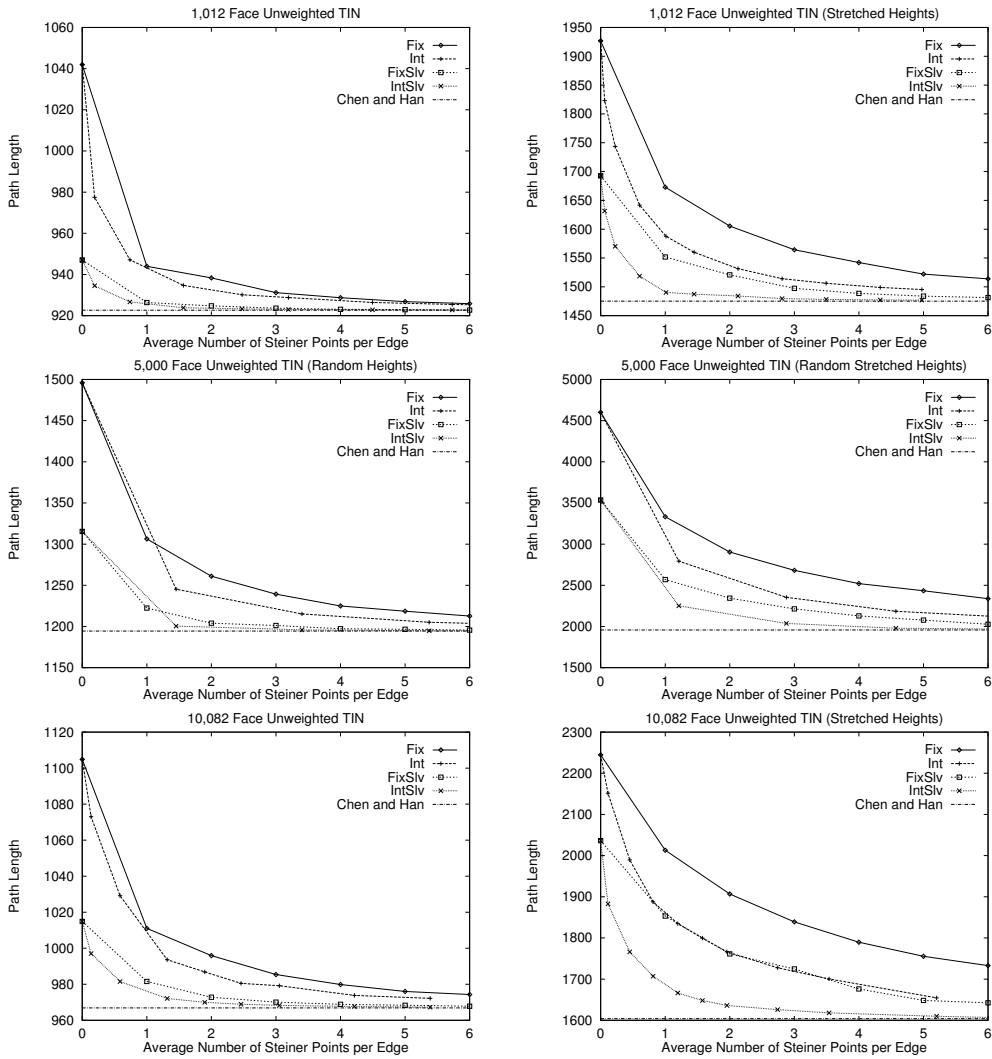 1,012 Face Unweighted TIN
1060
1040
1020
1000
980
960
940
920
Path Length
0 1 2 3 4 5 6
Average Number of Steiner Points per Edge
Fix
Int
FixSlv
IntSlv
Chen and Han
1,012 Face Unweighted TIN (Stretched Heights)
1950
1900
1850
1800
1750
1700
1650
1600
1550
1500
1450
Path Length
0 1 2 3 4 5 6
Average Number of Steiner Points per Edge
Fix
Int
FixSlv
IntSlv
Chen and Han
5,000 Face Unweighted TIN (Random Heights)
1500
1450
1400
1350
1300
1250
1200
1150
Path Length
0 1 2 3 4 5 6
Average Number of Steiner Points per Edge
Fix
Int
FixSlv
IntSlv
Chen and Han
5,000 Face Unweighted TIN (Random Stretched Heights)
5000
4500
4000
3500
3000
2500
2000
1500
Path Length
0 1 2 3 4 5 6
Average Number of Steiner Points per Edge
Fix
Int
FixSlv
IntSlv
Chen and Han
10,082 Face Unweighted TIN
1120
1100
1080
1060
1040
1020
1000
980
960
Path Length
0 1 2 3 4 5 6
Average Number of Steiner Points per Edge
Fix
Int
FixSlv
IntSlv
Chen and Han
10,082 Face Unweighted TIN (Stretched Heights)
2300
2200
2100
2000
1900
1800
1700
1600
Path Length
0 1 2 3 4 5 6
Average Number of Steiner Points per Edge
Fix
Int
FixSlv
IntSlv
Chen and Han